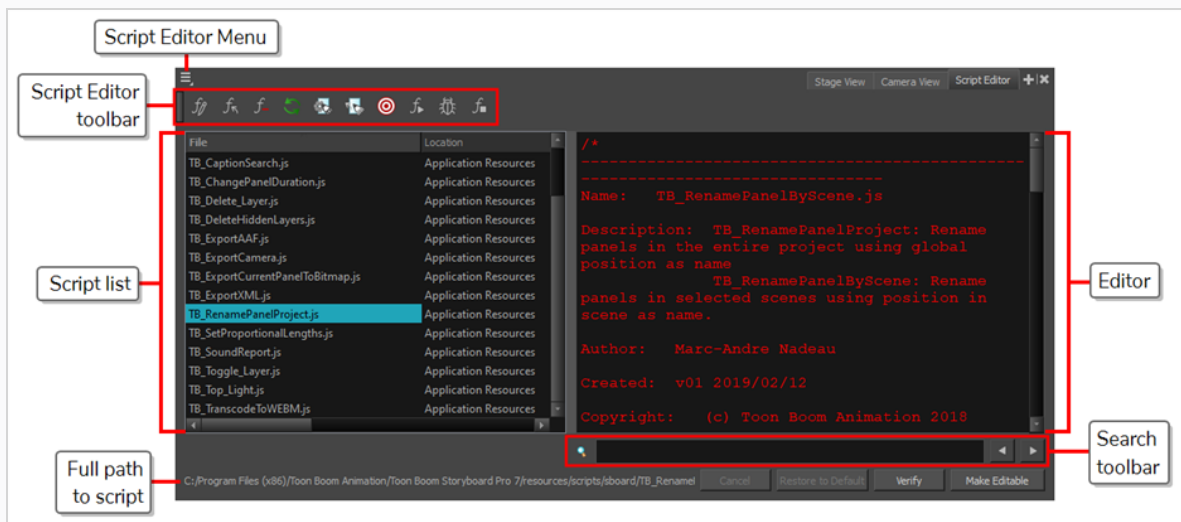 Script Editor Menu
Script Editor
toolbar
Stage View
Camera View
Script Editor
File
Location
TB_CaptionSearch.js Application Resources
TB_ChangePanelDuration.js Application Resources
TB_Delete_Layer.js Application Resources
TB_DeleteHiddenLayers.js Application Resources
TB_ExportAAF.js Application Resources
TB_ExportCamera.js Application Resources
TB_ExportCurrentPanelToBitmap.js Application Resources
TB_ExportXML.js Application Resources
TB_RenamePanelProject.js Application Resources
TB_SetProportionalLengths.js Application Resources
TB_SoundReport.js Application Resources
TB_Toggle_Layer.js Application Resources
TB_Top_Light.js Application Resources
TB_TranscodeToWEBM.js Application Resources
Script list
/*
-----------------------------------------------
--------------------------------
Name: TB_RenamePanelByScene.js
Description: TB_RenamePanelProject: Rename
panels in the entire project using global
position as name
TB_RenamePanelByScene: Rename
panels in selected scenes using position in
scene as name.
Author: Marc-Andre Nadeau
Created: v01 2019/02/12
Copyright: (c) Toon Boom Animation 2018
Editor
Search
toolbar
Full path
to script
C:/Program Files (x86)/Toon Boom Animation/Toon Boom Storyboard Pro 7/resources/scripts/sboard/TB_Renamel
Cancel
Restore to Default
Verify
Make Editable